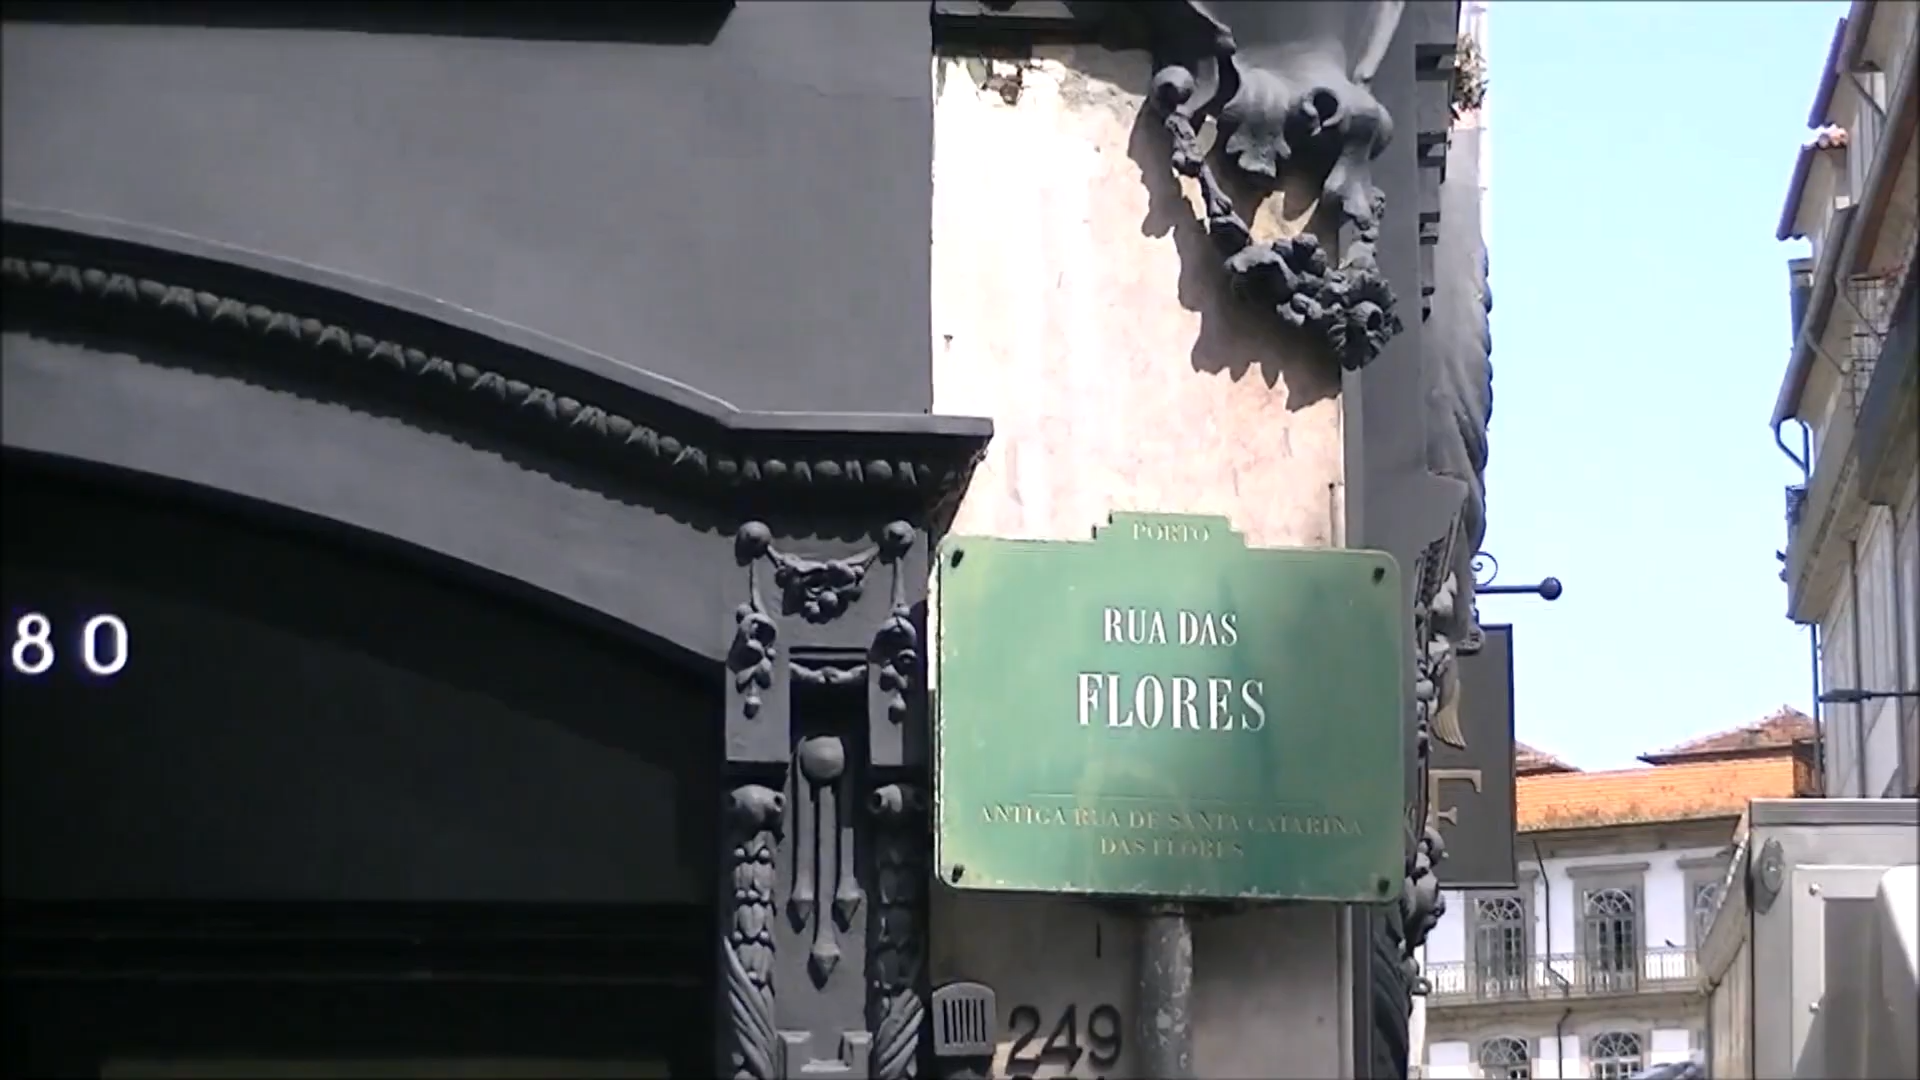 80
PORTO
RUA DAS
FLORES
ANTIGA RUA DE SANTA CATARINA
DAS FLORES
F
249